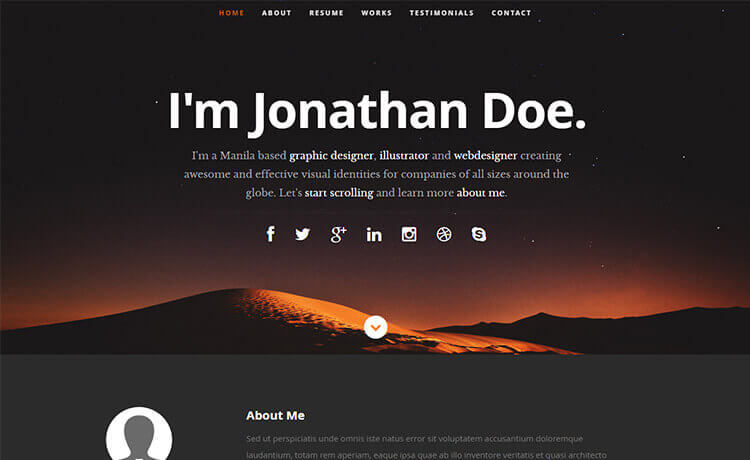 HOME ABOUT RESUME WORKS TESTIMONIALS CONTACT
I'm Jonathan Doe.
I'm a Manila based graphic designer, illustrator and webdesigner creating
awesome and effective visual identities for companies of all sizes around the
globe. Let's start scrolling and learn more about me.
About Me
Sed ut perspiciatis unde omnis iste natus error sit voluptatem accusantium doloremque
laudantium, totam rem aperiam, eaque ipsa quae ab illo inventore veritatis et quasi architecto